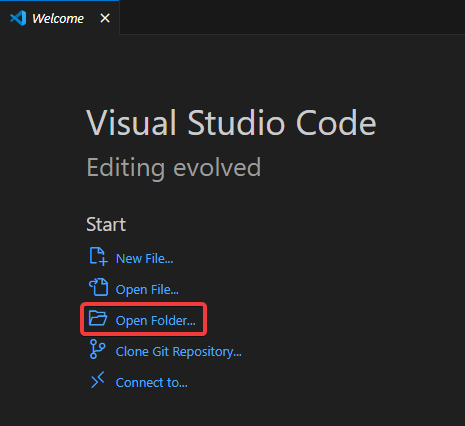 Welcome
Visual Studio Code
Editing evolved
Start
New File...
Open File...
Open Folder...
Clone Git Repository...
Connect to...